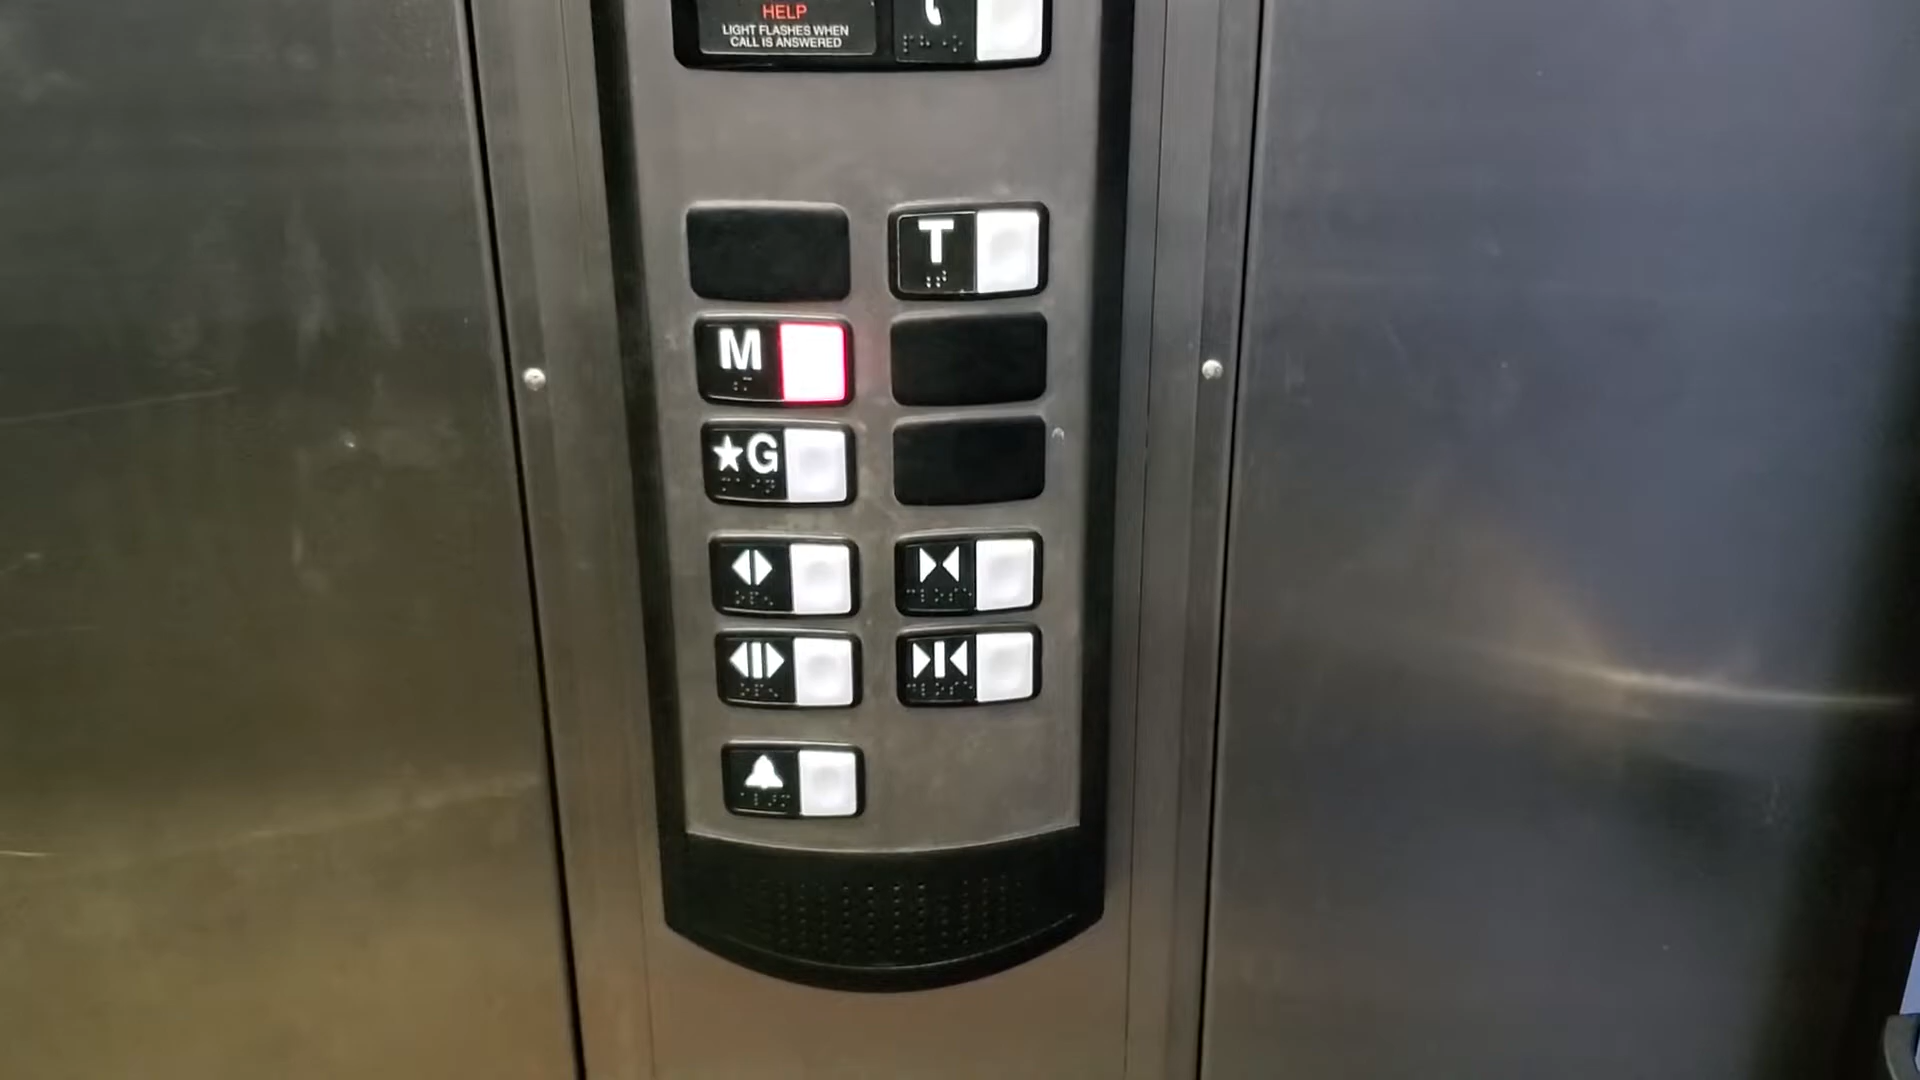 HELP
LIGHT FLASHES WHEN
CALL IS ANSWERED
T
M
★G